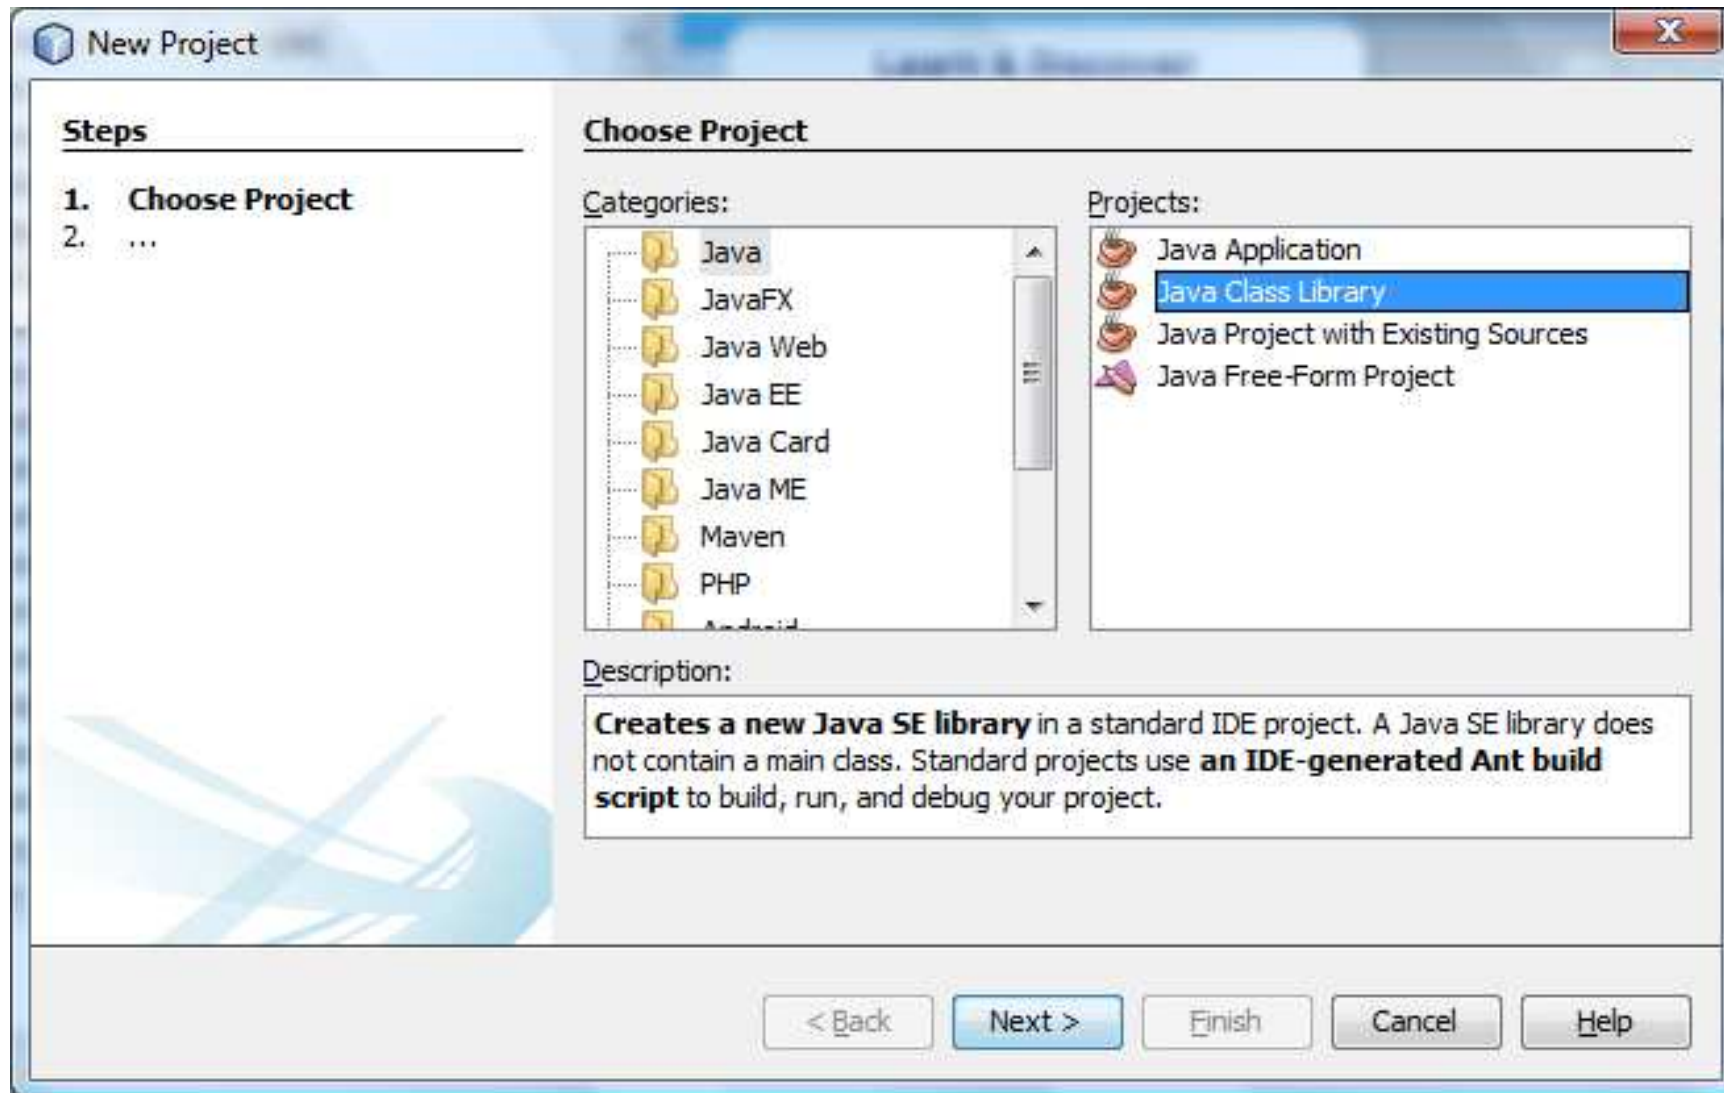 New Project
Learn & Discover
Steps
1. Choose Project
2. ...
Choose Project
Categories:
Java
JavaFX
Java Web
Java EE
Java Card
Java ME
Maven
PHP
Android
Projects:
Java Application
Java Class Library
Java Project with Existing Sources
Java Free-Form Project
Description:
Creates a new Java SE library in a standard IDE project. A Java SE library does
not contain a main class. Standard projects use an IDE-generated Ant build
script to build, run, and debug your project.
< Back
Next >
Finish
Cancel
Help